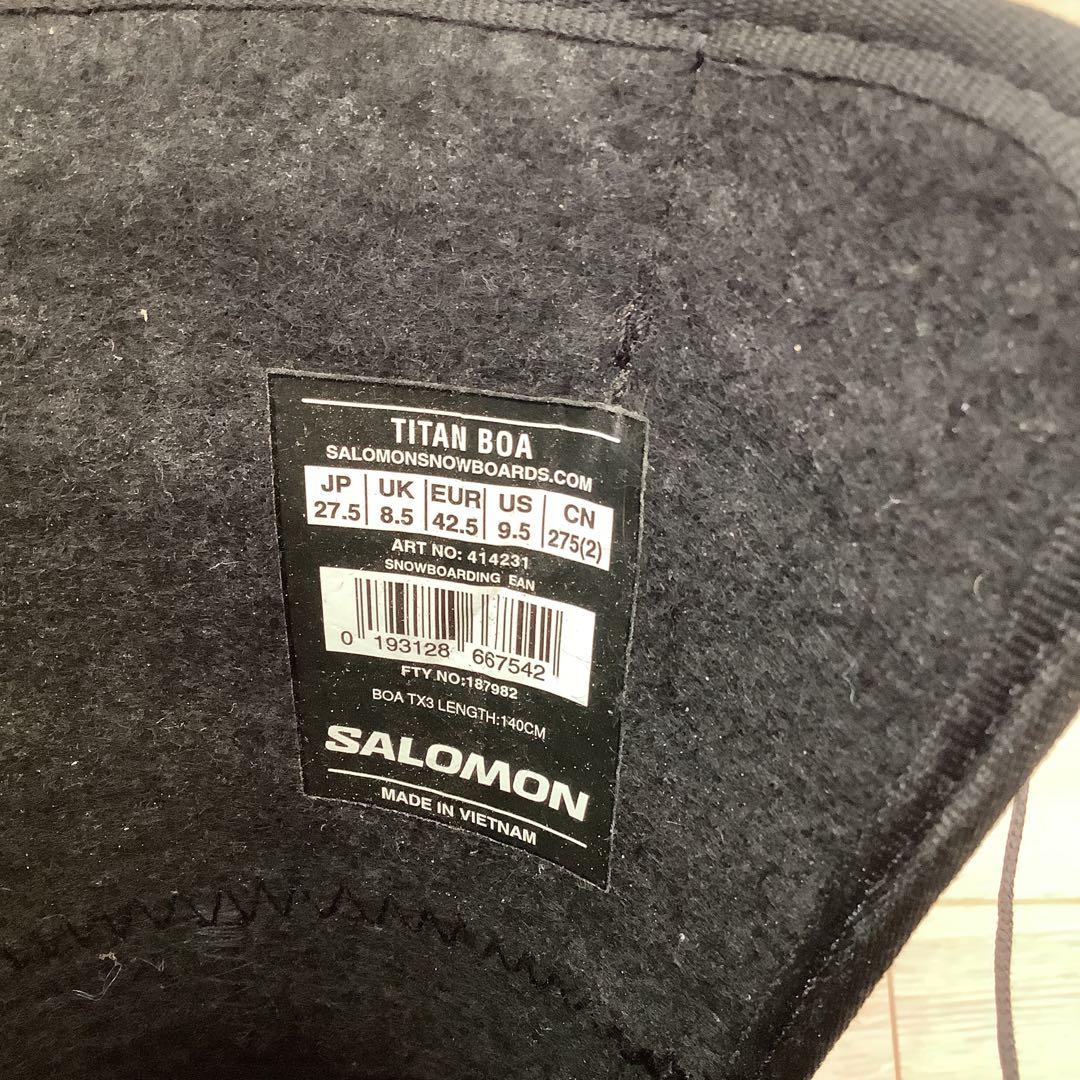 TITAN BOA
SALOMONSNOWBOARDS.COM
JP UK EUR US CN
27.5 8.5 42.5 9.5 275(2)
ART NO: 414231
SNOWBOARDING EAN
0 193128 667542
FTY NO:187982
BOA TX3 LENGTH:140CM
SALOMON
MADE IN VIETNAM